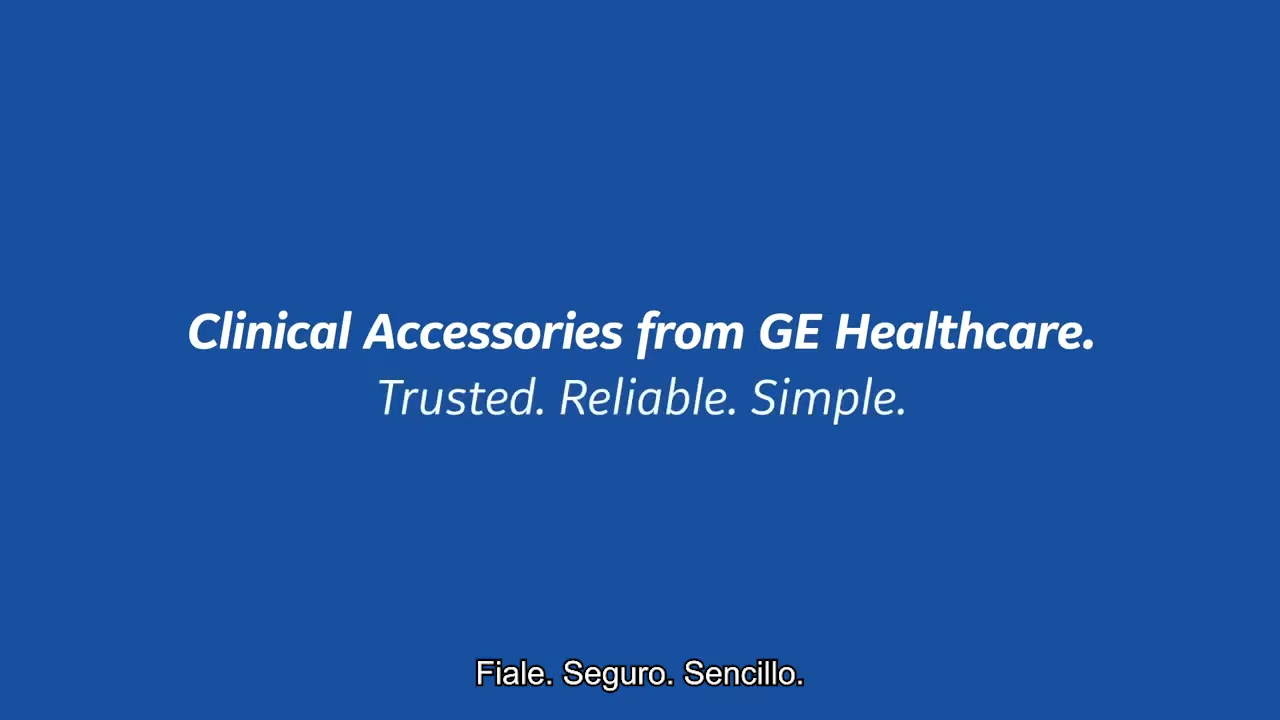 Clinical Accessories from GE Healthcare.
Trusted. Reliable. Simple.
Fiale. Seguro. Sencillo.